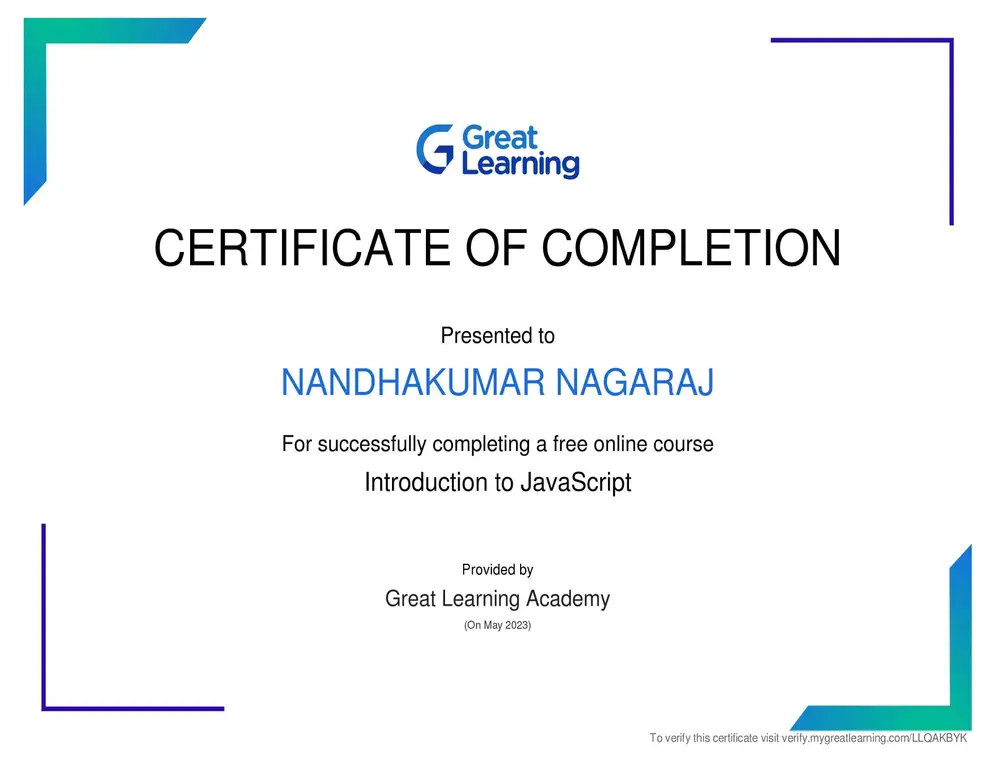 Great
Learning
CERTIFICATE OF COMPLETION
Presented to
NANDHAKUMAR NAGARAJ
For successfully completing a free online course
Introduction to JavaScript
Provided by
Great Learning Academy
(On May 2023)
To verify this certificate visit verify.mygreatlearning.com/LLQAKBYK